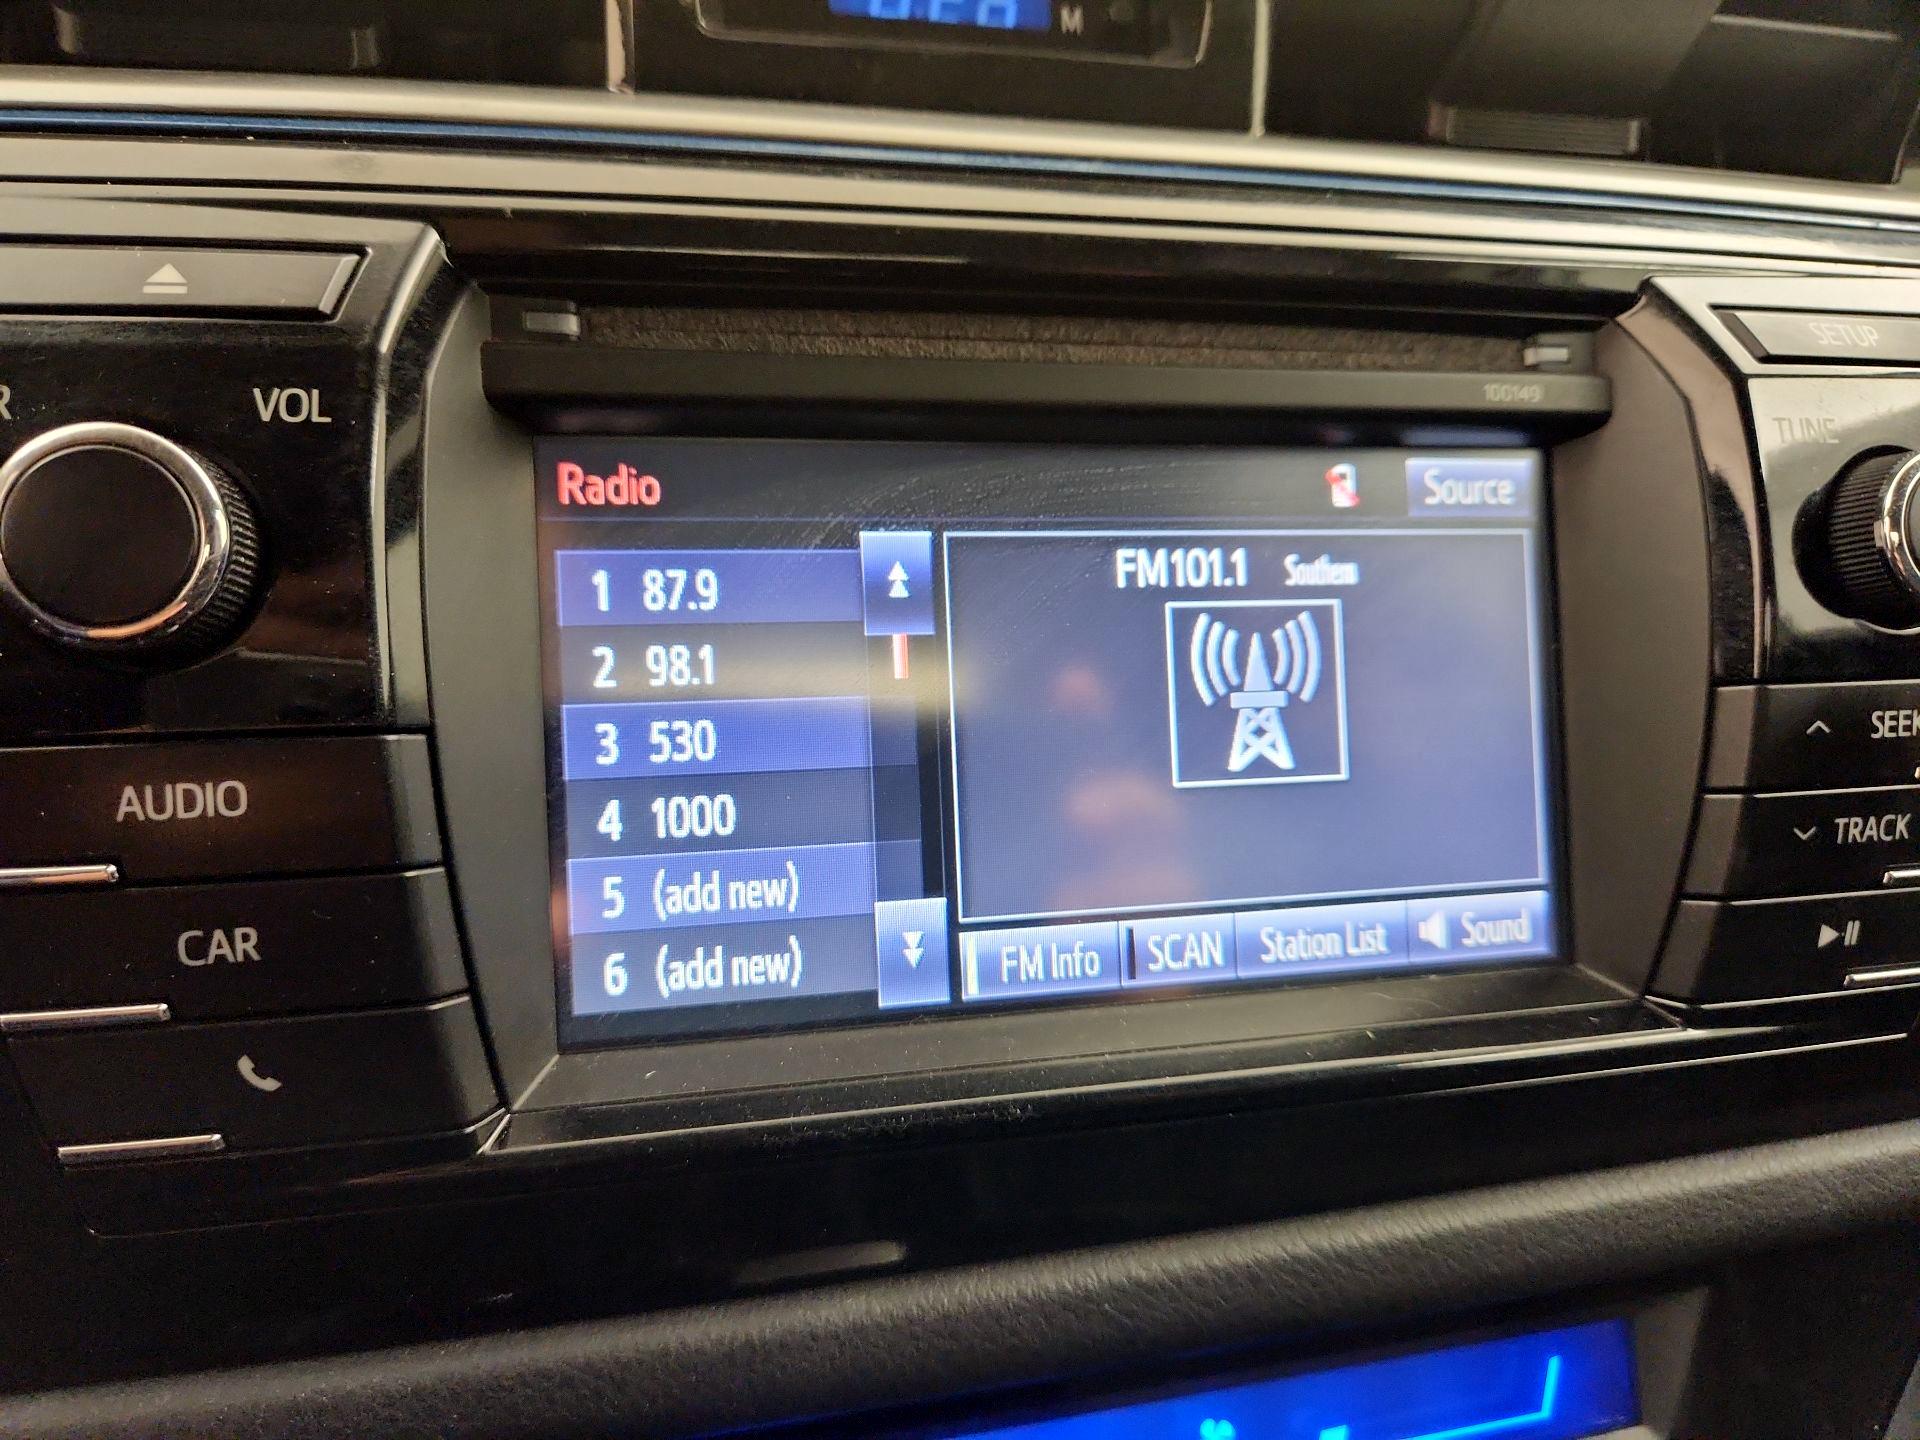 M
SETUP
VOL
100149
TUNE
Radio
Source
1 87.9
FM101.1 Southern
2 98.1
3 530
SEEK
AUDIO
4 1000
TRACK
5 (add new)
CAR
6 (add new)
FM Info SCAN Station List Sound